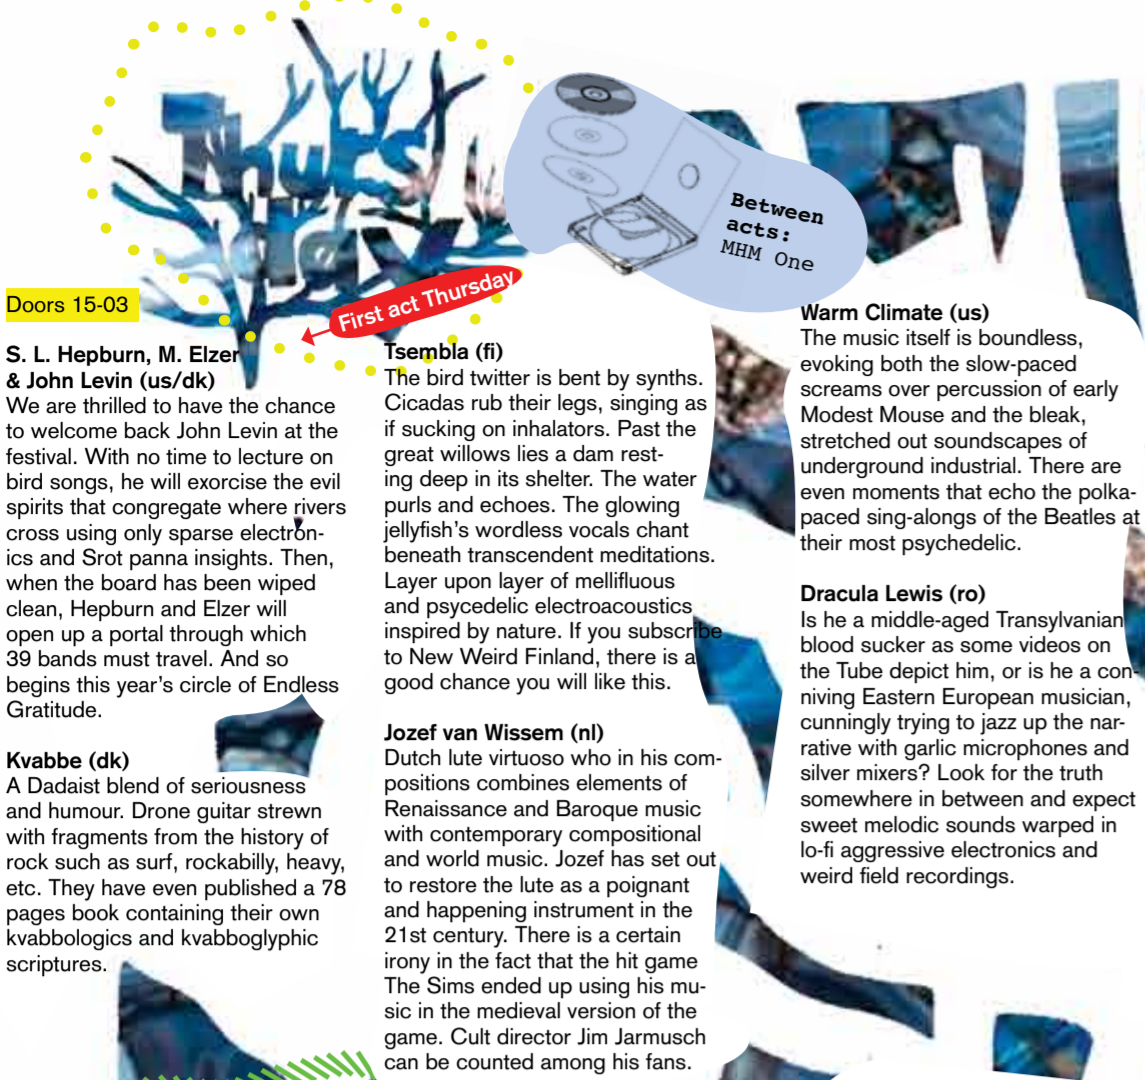 Thurs
day
Between
acts:
MHM One
Doors 15-03
First act Thursday
S. L. Hepburn, M. Elzer
& John Levin (us/dk)
We are thrilled to have the chance
to welcome back John Levin at the
festival. With no time to lecture on
bird songs, he will exorcise the evil
spirits that congregate where rivers
cross using only sparse electron-
ics and Srot panna insights. Then,
when the board has been wiped
clean, Hepburn and Elzer will
open up a portal through which
39 bands must travel. And so
begins this year's circle of Endless
Gratitude.
Kvabbe (dk)
A Dadaist blend of seriousness
and humour. Drone guitar strewn
with fragments from the history of
rock such as surf, rockabilly, heavy,
etc. They have even published a 78
pages book containing their own
kvabbologics and kvabboglyphic
scriptures.
Tsembla (fi)
The bird twitter is bent by synths.
Cicadas rub their legs, singing as
if sucking on inhalators. Past the
great willows lies a dam rest-
ing deep in its shelter. The water
purls and echoes. The glowing
jellyfish's wordless vocals chant
beneath transcendent meditations.
Layer upon layer of mellifluous
and psycedelic electroacoustics
inspired by nature. If you subscribe
to New Weird Finland, there is a
good chance you will like this.
Jozef van Wissem (nl)
Dutch lute virtuoso who in his com-
positions combines elements of
Renaissance and Baroque music
with contemporary compositional
and world music. Jozef has set out
to restore the lute as a poignant
and happening instrument in the
21st century. There is a certain
irony in the fact that the hit game
The Sims ended up using his mu-
sic in the medieval version of the
game. Cult director Jim Jarmusch
can be counted among his fans.
Warm Climate (us)
The music itself is boundless,
evoking both the slow-paced
screams over percussion of early
Modest Mouse and the bleak,
stretched out soundscapes of
underground industrial. There are
even moments that echo the polka-
paced sing-alongs of the Beatles at
their most psychedelic.
Dracula Lewis (ro)
Is he a middle-aged Transylvanian
blood sucker as some videos on
the Tube depict him, or is he a con-
niving Eastern European musician,
cunningly trying to jazz up the nar-
rative with garlic microphones and
silver mixers? Look for the truth
somewhere in between and expect
sweet melodic sounds warped in
lo-fi aggressive electronics and
weird field recordings.